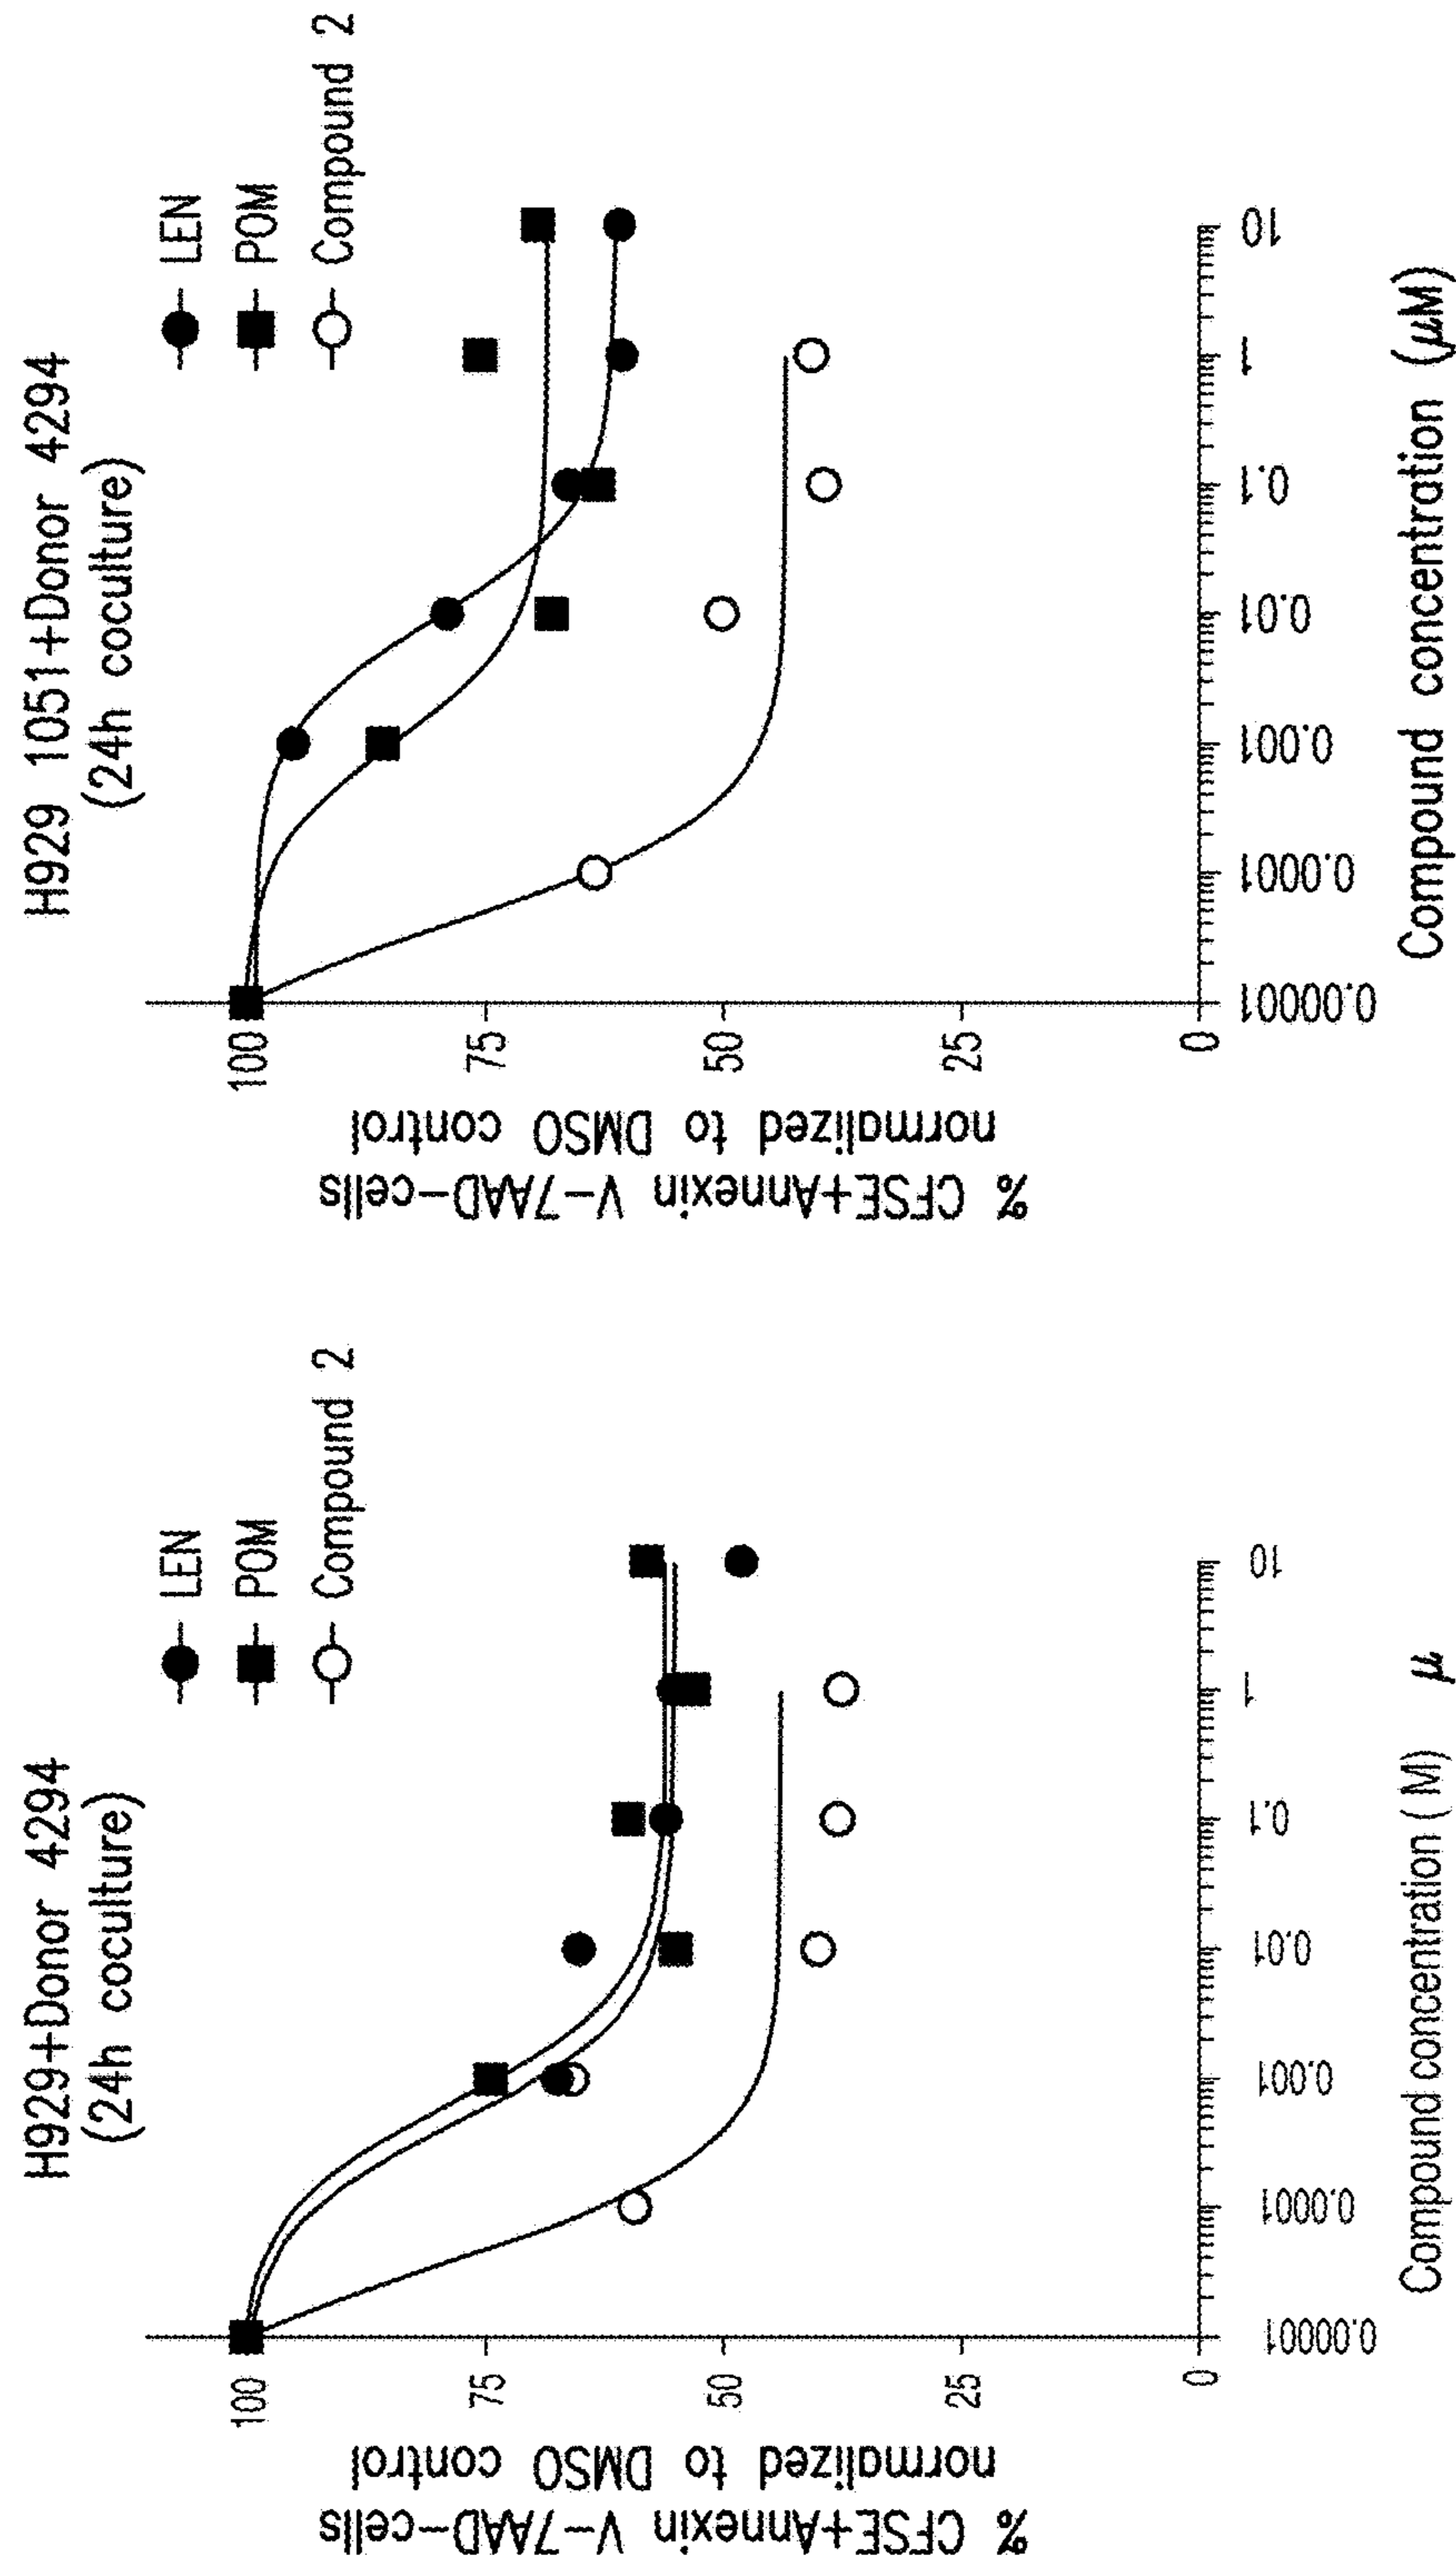 H929+Donor 4294
(24h coculture)
LEN
POM
Compound 2
% CFSE+Annexin V-7AAD-cells
normalized to DMSO control
100
75
50
25
0
0.00001
0.0001
0.001
0.01
0.1
1
10
Compound concentration ( M) μ
H929 1051+Donor 4294
(24h coculture)
LEN
POM
Compound 2
% CFSE+Annexin V-7AAD-cells
normalized to DMSO control
100
75
50
25
0
0.00001
0.0001
0.001
0.01
0.1
1
10
Compound concentration (μM)